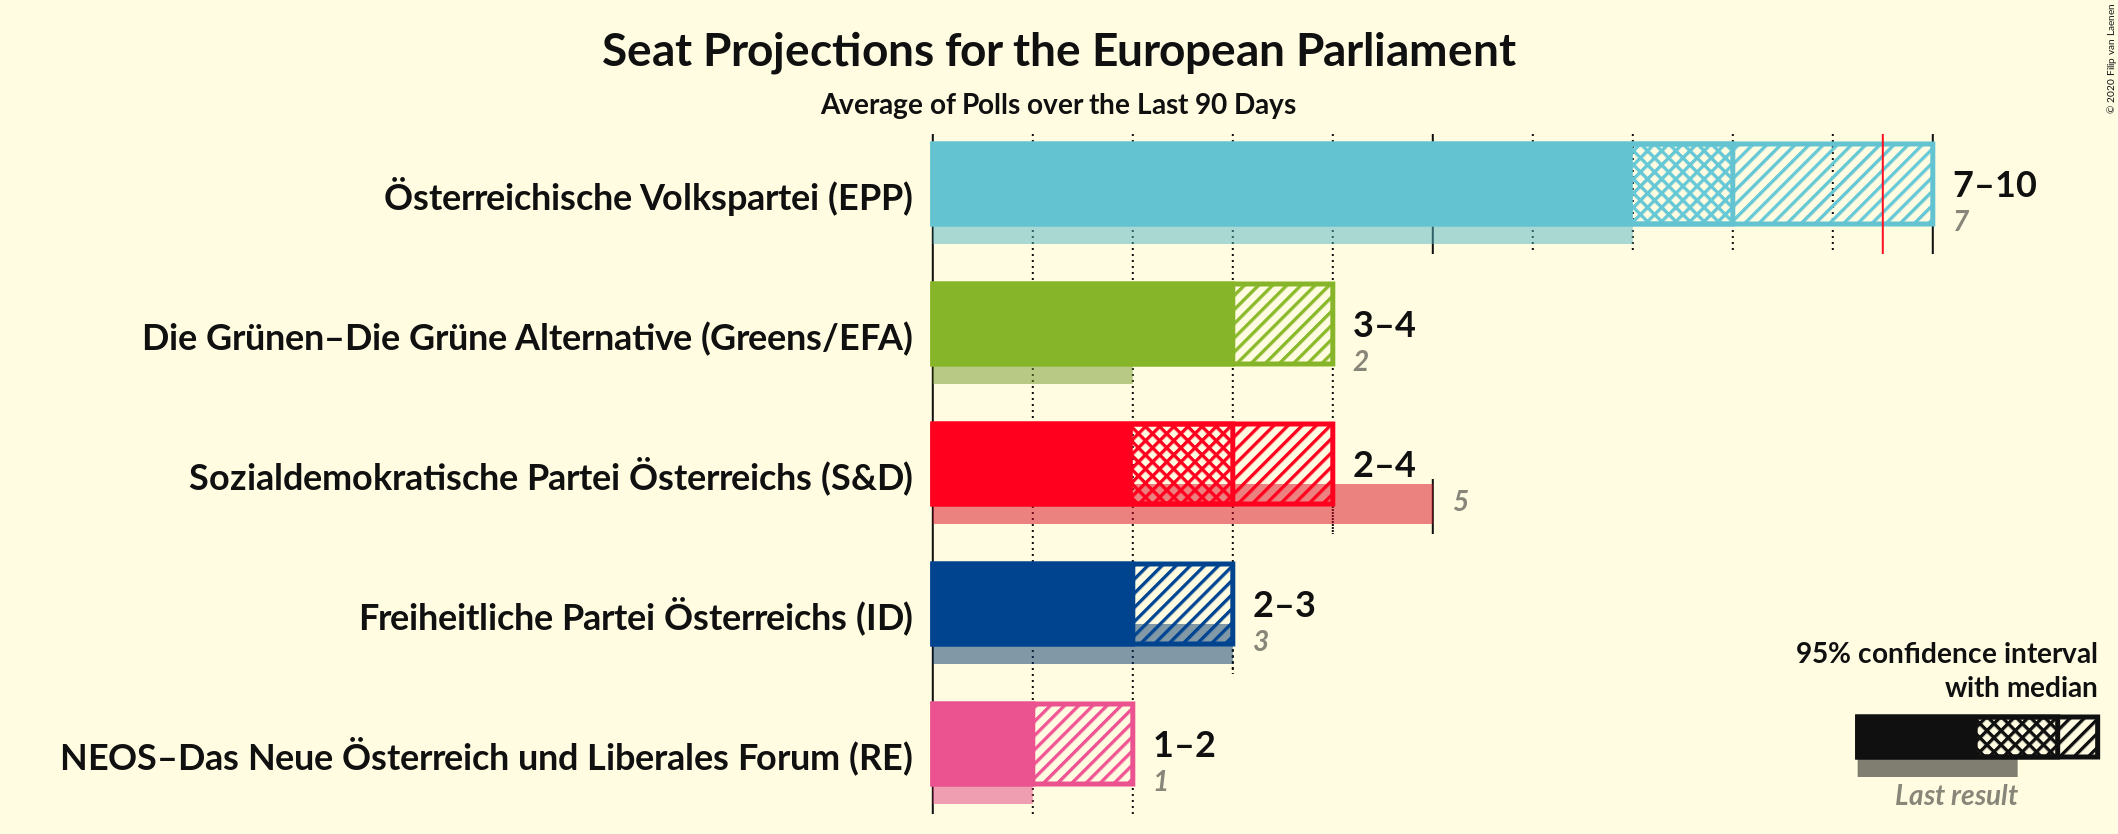 Seat Projections for the European Parliament
Average of Polls over the Last 90 Days
© 2020 Filip van Laenen
Österreichische Volkspartei (EPP)
7–10
7
Die Grünen–Die Grüne Alternative (Greens/EFA)
3–4
2
Sozialdemokratische Partei Österreichs (S&D)
2–4
5
Freiheitliche Partei Österreichs (ID)
2–3
3
NEOS–Das Neue Österreich und Liberales Forum (RE)
1–2
1
95% confidence interval
with median
Last result